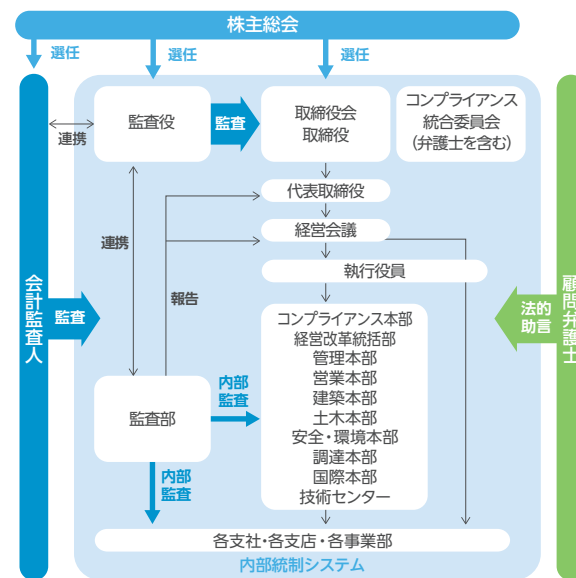 株主総会
選任
選任
選任
会計監査人
監査役
監査
取締役会
取締役
コンプライアンス
統合委員会
(弁護士を含む)
連携
代表取締役
経営会議
執行役員
連携
報告
監査
法的
助言
顧問弁護士
コンプライアンス本部
経営改革統括部
管理本部
営業本部
建築本部
土木本部
安全・環境本部
調達本部
国際本部
技術センター
監査部
内部
監査
内部
監査
各支社・各支店・各事業部
内部統制システム